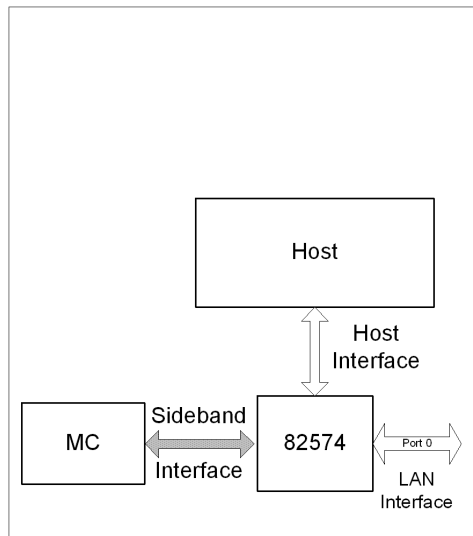 Host
Host
Interface
Sideband
MC
82574
Port 0
Interface
LAN
Interface